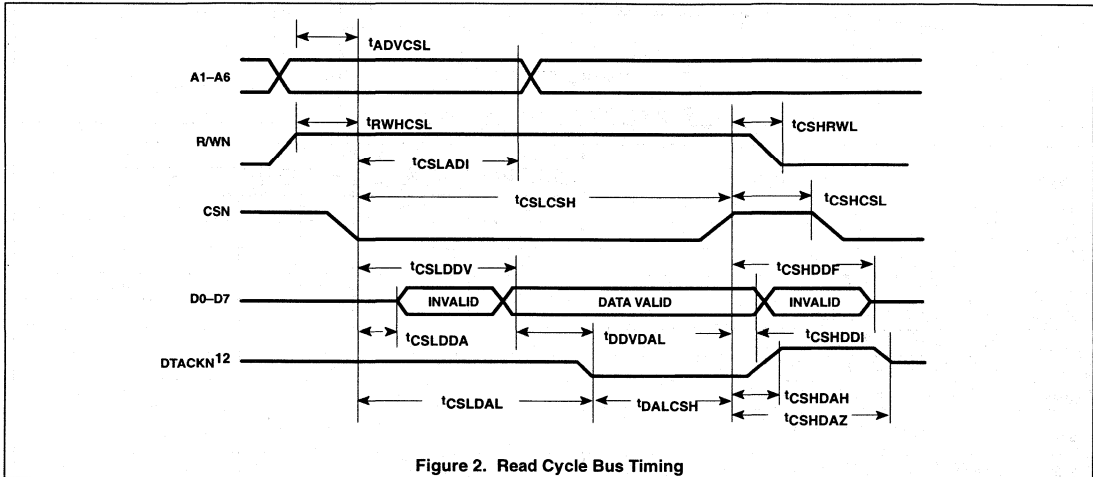 tADVCSL
A1–A6
tRWHCSL
tCSHRWL
R/WN
tCSLADI
tCSLCSH
tCSHCSL
CSN
tCSLDDV
tCSHDDF
D0–D7
INVALID
DATA VALID
INVALID
tCSLDDA
tDDVDAL
tCSHDDI
DTACKN12
tCSLDAL
tDALCSH
tCSHDAH
tCSHDAZ
Figure 2. Read Cycle Bus Timing